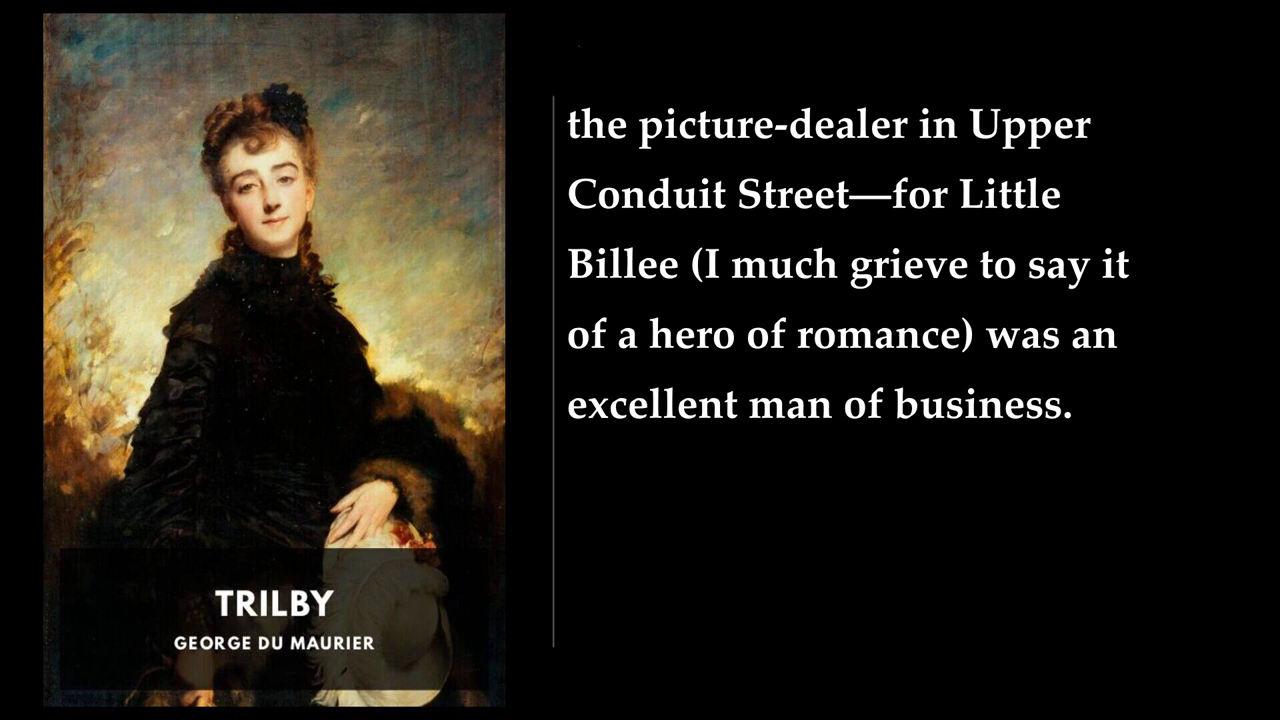 the picture-dealer in Upper
Conduit Street—for Little
Billee (I much grieve to say it
of a hero of romance) was an
excellent man of business.
TRILBY
GEORGE DU MAURIER